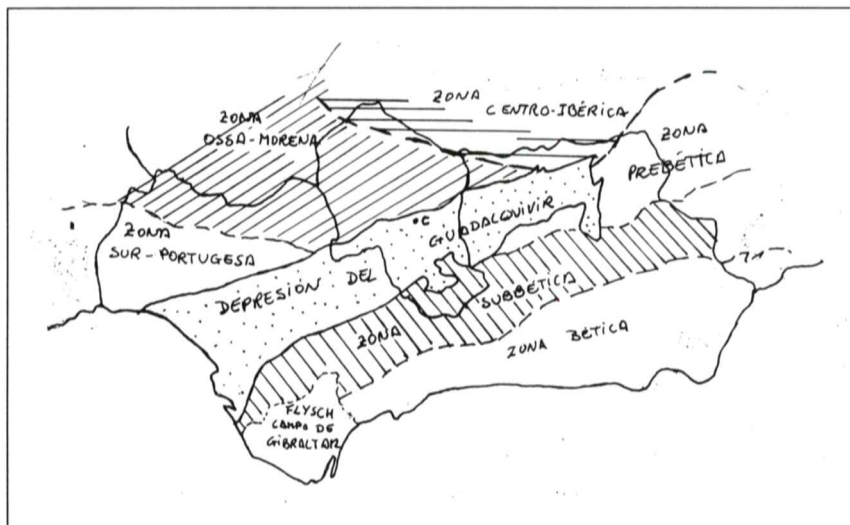 ZONA
CENTRO-IBÉRICA
ZONA
OSSA-MORENA
ZONA
PREBÉTICA
ZONA
SUR-PORTUGESA
•C
GUADALQUIVIR
DEPRESIÓN DEL
ZONA
SUBBÉTICA
ZONA BÉTICA
FLYSCH
CAMPO DE
GIBRALTAR